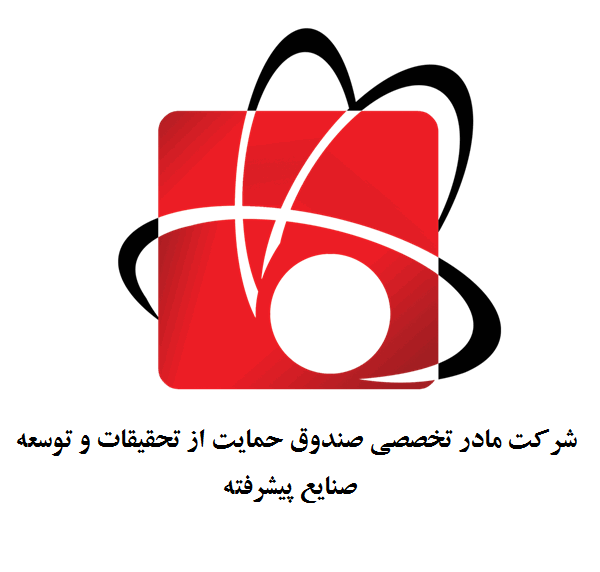 شرکت مادر تخصصی صندوق حمایت از تحقیقات و توسعه
صنایع پیشرفته